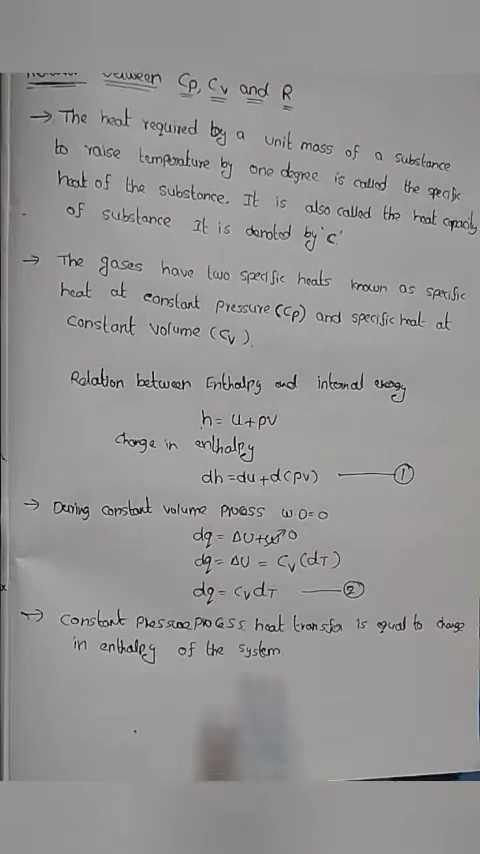 between Cp, Cv and R
→ The heat required by a unit mass of a substance
to raise temperature by one degree is called the specific
heat of the substance. It is also called the heat capacity
of substance It is denoted by 'c'.
→ The gases have two specific heats known as specific
heat at constant pressure (Cp) and specific heat at
constant volume (Cv).
Relation between Enthalpy and internal energy
h = u + pv
change in enthalpy
dh = du + d(pv) —— ①
→ During constant volume process W.D = 0
dq = ΔU + w↗0
dq = ΔU = Cv (dT)
dq = CvdT —— ②
→ Constant pressure process heat transfer is equal to change
in enthalpy of the system